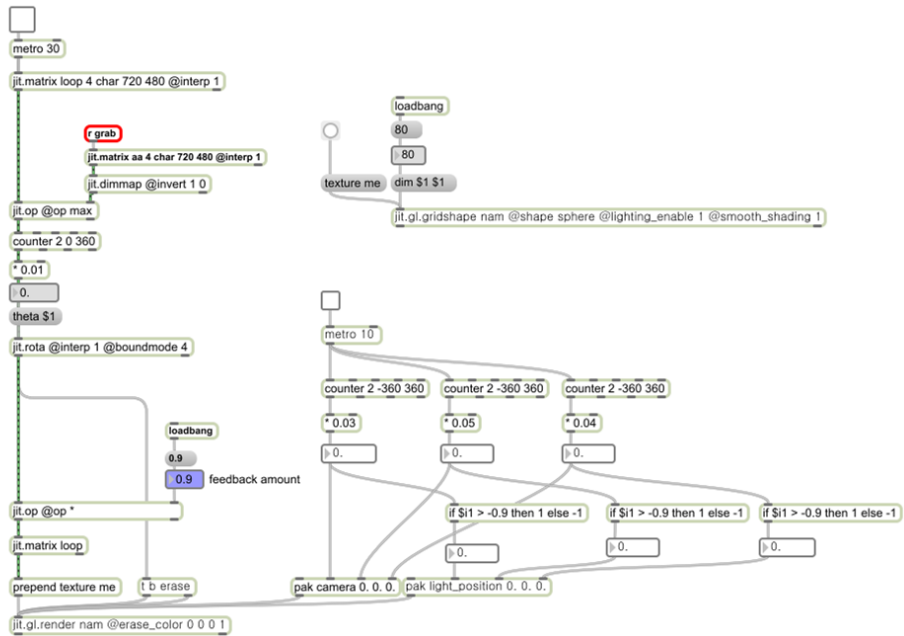 metro 30
jit.matrix loop 4 char 720 480 @interp 1
r grab
jit.matrix aa 4 char 720 480 @interp 1
jit.dimmap @invert 1 0
jit.op @op max
counter 2 0 360
* 0.01
0.
theta $1
jit.rota @interp 1 @boundmode 4
loadbang
0.9
0.9 feedback amount
jit.op @op *
jit.matrix loop
prepend texture me
t b erase
jit.gl.render nam @erase_color 0 0 0 1
loadbang
80
80
texture me
dim $1 $1
jit.gl.gridshape nam @shape sphere @lighting_enable 1 @smooth_shading 1
metro 10
counter 2 -360 360
counter 2 -360 360
counter 2 -360 360
* 0.03
* 0.05
* 0.04
0.
0.
0.
if $i1 > -0.9 then 1 else -1
if $i1 > -0.9 then 1 else -1
if $i1 > -0.9 then 1 else -1
0.
0.
0.
pak camera 0. 0. 0.
pak light_position 0. 0. 0.